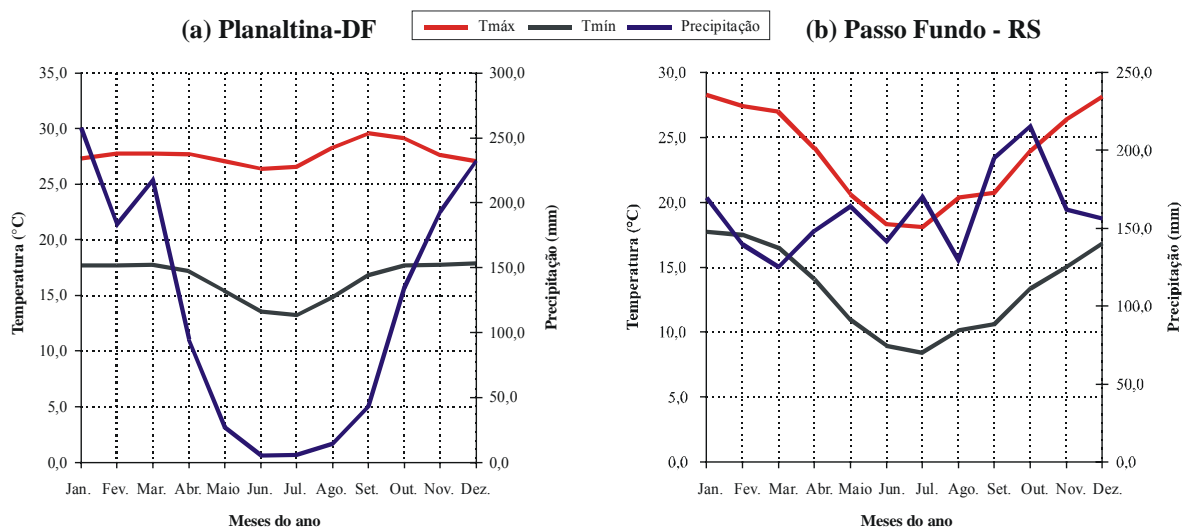 (a) Planaltina-DF
Tmáx Tmín Precipitação
(b) Passo Fundo - RS
35,0
30,0
25,0
20,0
15,0
10,0
5,0
0,0
Temperatura (°C)
300,0
250,0
200,0
150,0
100,0
50,0
0,0
Precipitação (mm)
Jan. Fev. Mar. Abr. Maio Jun. Jul. Ago. Set. Out. Nov. Dez.
Meses do ano
30,0
25,0
20,0
15,0
10,0
5,0
0,0
Temperatura (°C)
250,0
200,0
150,0
100,0
50,0
0,0
Precipitação (mm)
Jan. Fev. Mar. Abr. Maio Jun. Jul. Ago. Set. Out. Nov. Dez.
Meses do ano